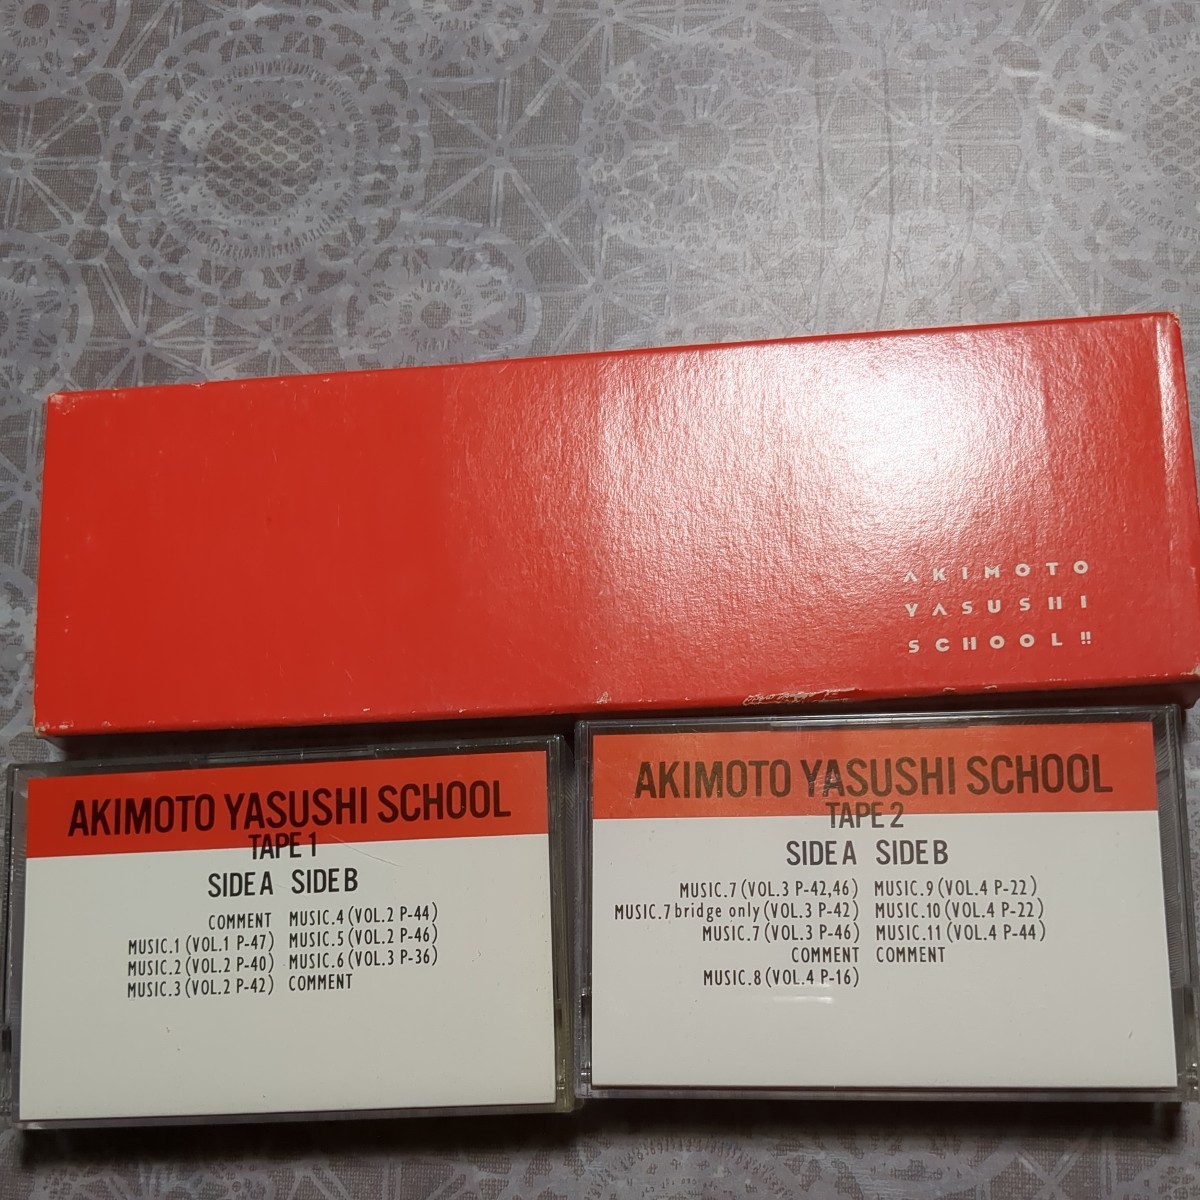 AKIMOTO
YASUSHI
SCHOOL!!
AKIMOTO YASUSHI SCHOOL
TAPE 1
SIDE A SIDE B
COMMENT MUSIC.4 (VOL.2 P-44)
MUSIC.1 (VOL.1 P-47) MUSIC.5 (VOL.2 P-46)
MUSIC.2 (VOL.2 P-40) MUSIC.6 (VOL.3 P-36)
MUSIC.3 (VOL.2 P-42) COMMENT
AKIMOTO YASUSHI SCHOOL
TAPE 2
SIDE A SIDE B
MUSIC.7 (VOL.3 P-42,46) MUSIC.9 (VOL.4 P-22)
MUSIC.7 bridge only (VOL.3 P-42) MUSIC.10 (VOL.4 P-22)
MUSIC.7 (VOL.3 P-46) MUSIC.11 (VOL.4 P-44)
COMMENT COMMENT
MUSIC.8 (VOL.4 P-16)